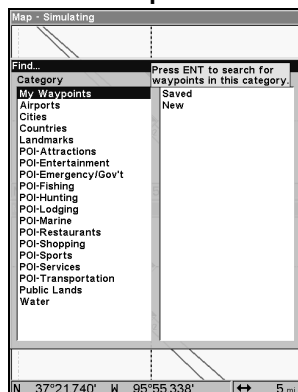 Map - Simulating
Find...
Press ENT to search for
waypoints in this category.
Category
My Waypoints
Airports
Cities
Countries
Landmarks
POI-Attractions
POI-Entertainment
POI-Emergency/Gov't
POI-Fishing
POI-Hunting
POI-Lodging
POI-Marine
POI-Restaurants
POI-Shopping
POI-Sports
POI-Services
POI-Transportation
Public Lands
Water
Saved
New
N 37°21.740' W 95°55.338' ↔ 5 mi